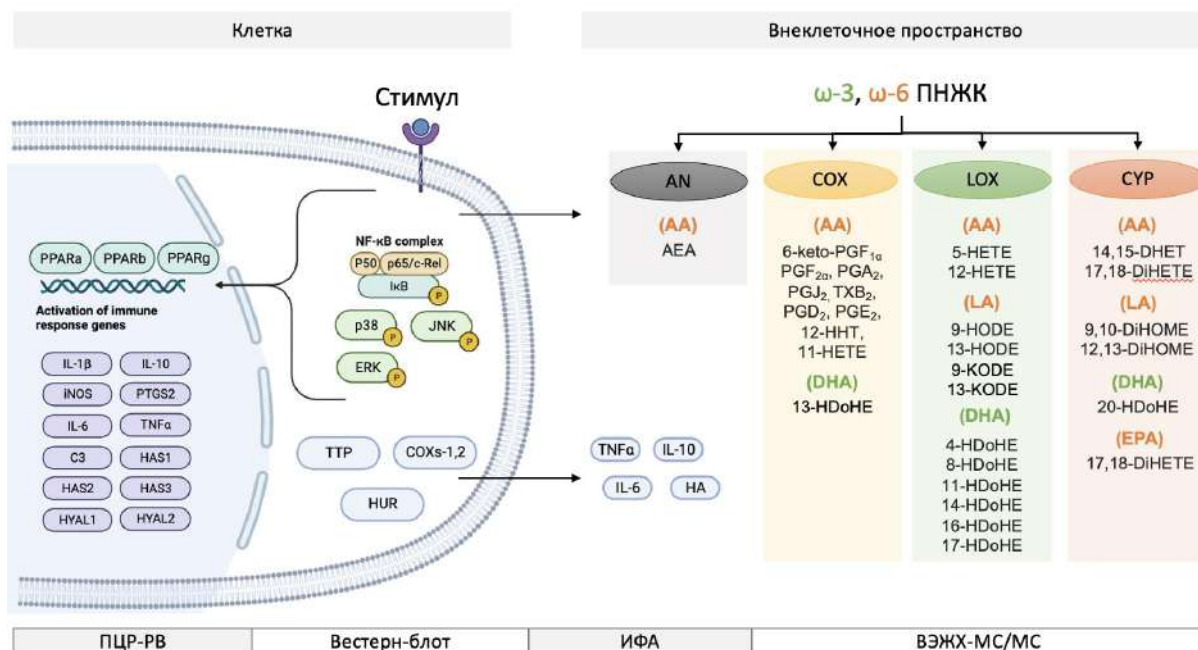 Клетка
Внеклеточное пространство
Стимул
ω-3, ω-6 ПНЖК
PPARa PPARb PPARg
Activation of immune
response genes
IL-1β IL-10
iNOS PTGS2
IL-6 TNFα
C3 HAS1
HAS2 HAS3
HYAL1 HYAL2
NF-κB complex
P50 p65/c-Rel
IκB
P
p38
P
JNK
P
ERK
P
TTP COXs-1,2
HUR
TNFα IL-10
IL-6 HA
AN
(AA)
AEA
COX
(AA)
6-keto-PGF1α
PGF2α, PGA2,
PGJ2, TXB2,
PGD2, PGE2,
12-HHT,
11-HETE
(DHA)
13-HDoHE
LOX
(AA)
5-HETE
12-HETE
(LA)
9-HODE
13-HODE
9-KODE
13-KODE
(DHA)
4-HDoHE
8-HDoHE
11-HDoHE
14-HDoHE
16-HDoHE
17-HDoHE
CYP
(AA)
14,15-DHET
17,18-DiHETE
(LA)
9,10-DiHOME
12,13-DiHOME
(DHA)
20-HDoHE
(EPA)
17,18-DiHETE
ПЦР-РВ Вестерн-блот ИФА ВЭЖХ-МС/МС